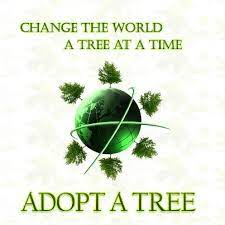 CHANGE THE WORLD
A TREE AT A TIME
ADOPT A TREE